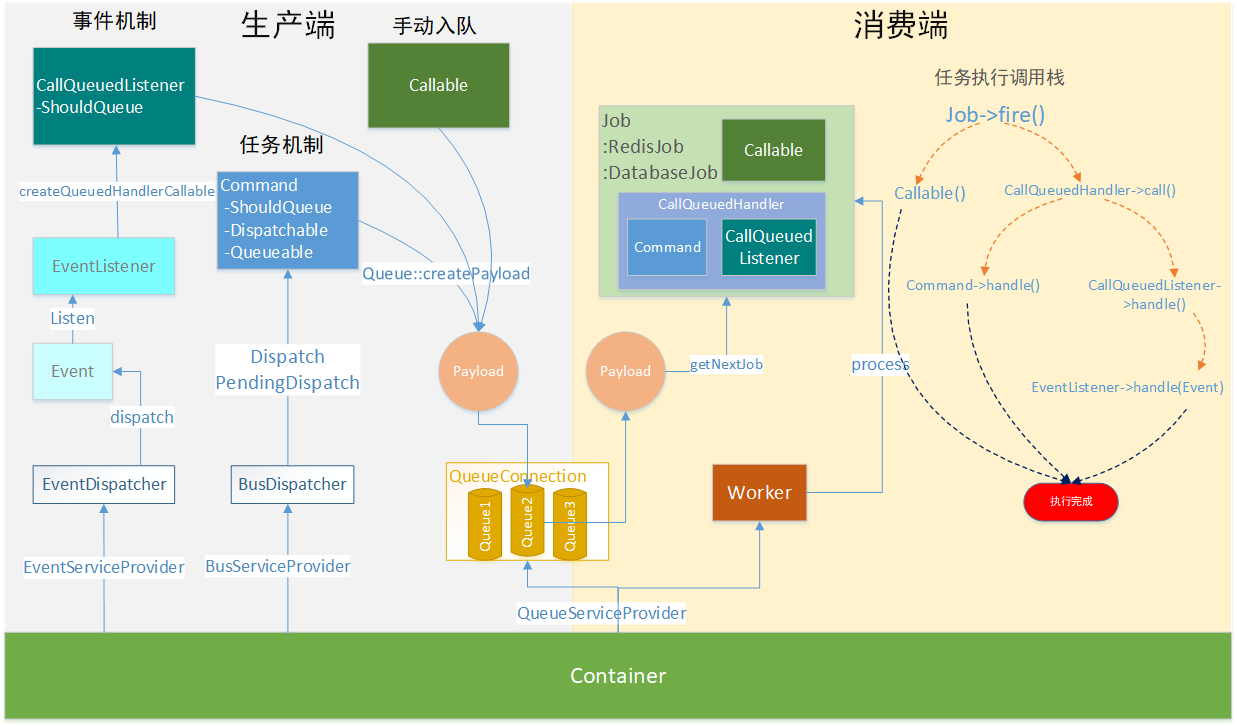 事件机制
生产端
手动入队
CallQueuedListener
-ShouldQueue
Callable
任务机制
createQueuedHandlerCallable
Command
-ShouldQueue
-Dispatchable
-Queueable
EventListener
Queue::createPayload
Listen
Event
Dispatch
PendingDispatch
Payload
dispatch
EventDispatcher
BusDispatcher
QueueConnection
Queue1
Queue2
Queue3
EventServiceProvider
BusServiceProvider
QueueServiceProvider
消费端
Job
:RedisJob
:DatabaseJob
Callable
CallQueuedHandler
Command
CallQueued
Listener
Payload
getNextJob
process
Worker
任务执行调用栈
Job->fire()
Callable()
CallQueuedHandler->call()
Command->handle()
CallQueuedListener-
>handle()
EventListener->handle(Event)
执行完成
Container